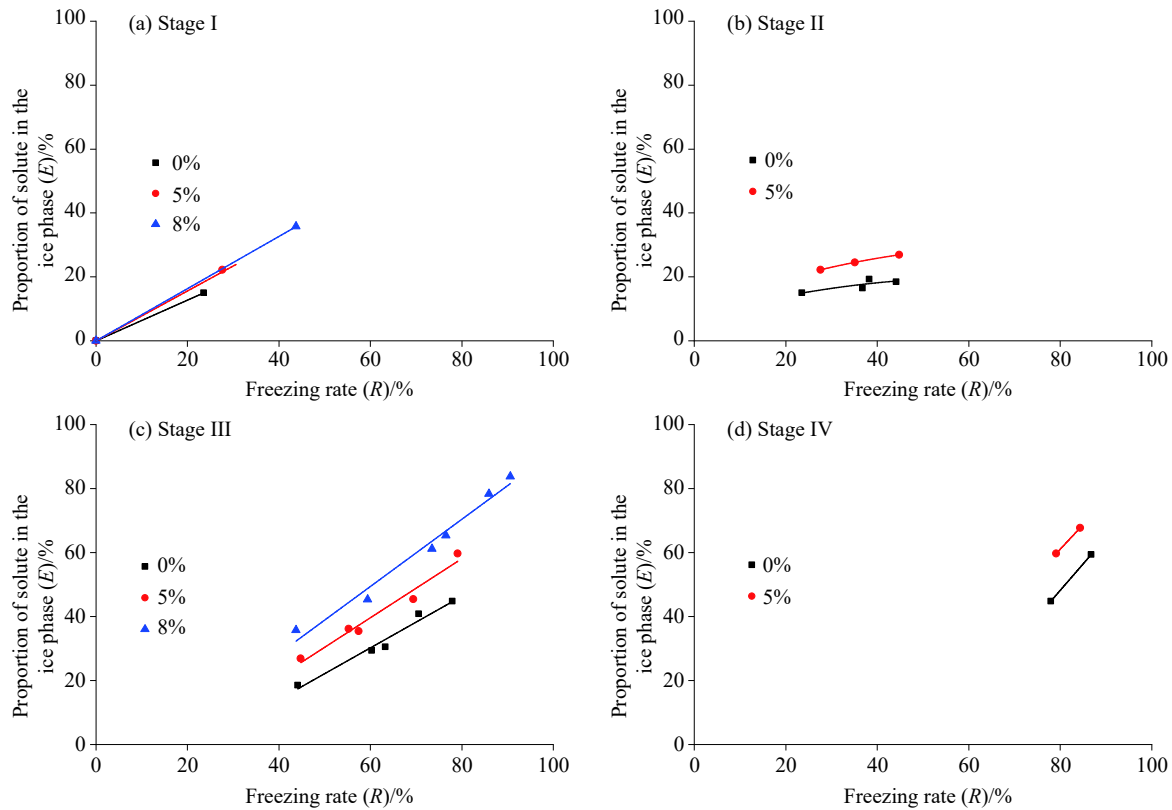 (a) Stage I
Proportion of solute in the
ice phase (E)/%
100
80
60
40
20
0
0%
5%
8%
0 20 40 60 80 100
Freezing rate (R)/%
(b) Stage II
Proportion of solute in the
ice phase (E)/%
100
80
60
40
20
0
0%
5%
0 20 40 60 80 100
Freezing rate (R)/%
(c) Stage III
Proportion of solute in the
ice phase (E)/%
100
80
60
40
20
0
0%
5%
8%
0 20 40 60 80 100
Freezing rate (R)/%
(d) Stage IV
Proportion of solute in the
ice phase (E)/%
100
80
60
40
20
0
0%
5%
0 20 40 60 80 100
Freezing rate (R)/%